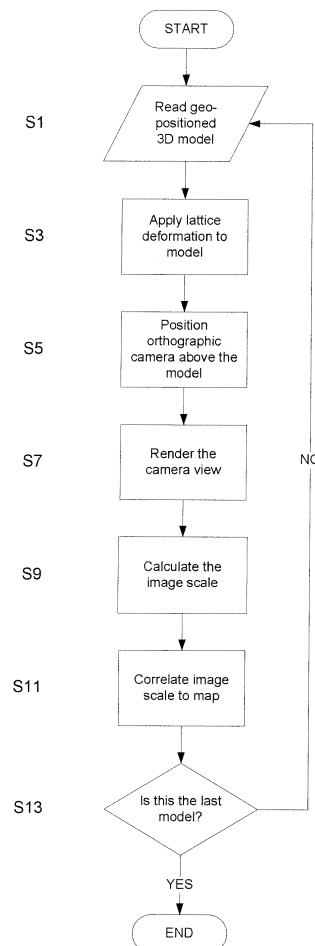 START
S1
Read geo-
positioned
3D model
S3
Apply lattice
deformation to
model
S5
Position
orthographic
camera above the
model
S7
Render the
camera view
NO
S9
Calculate the
image scale
S11
Correlate image
scale to map
S13
Is this the last
model?
YES
END